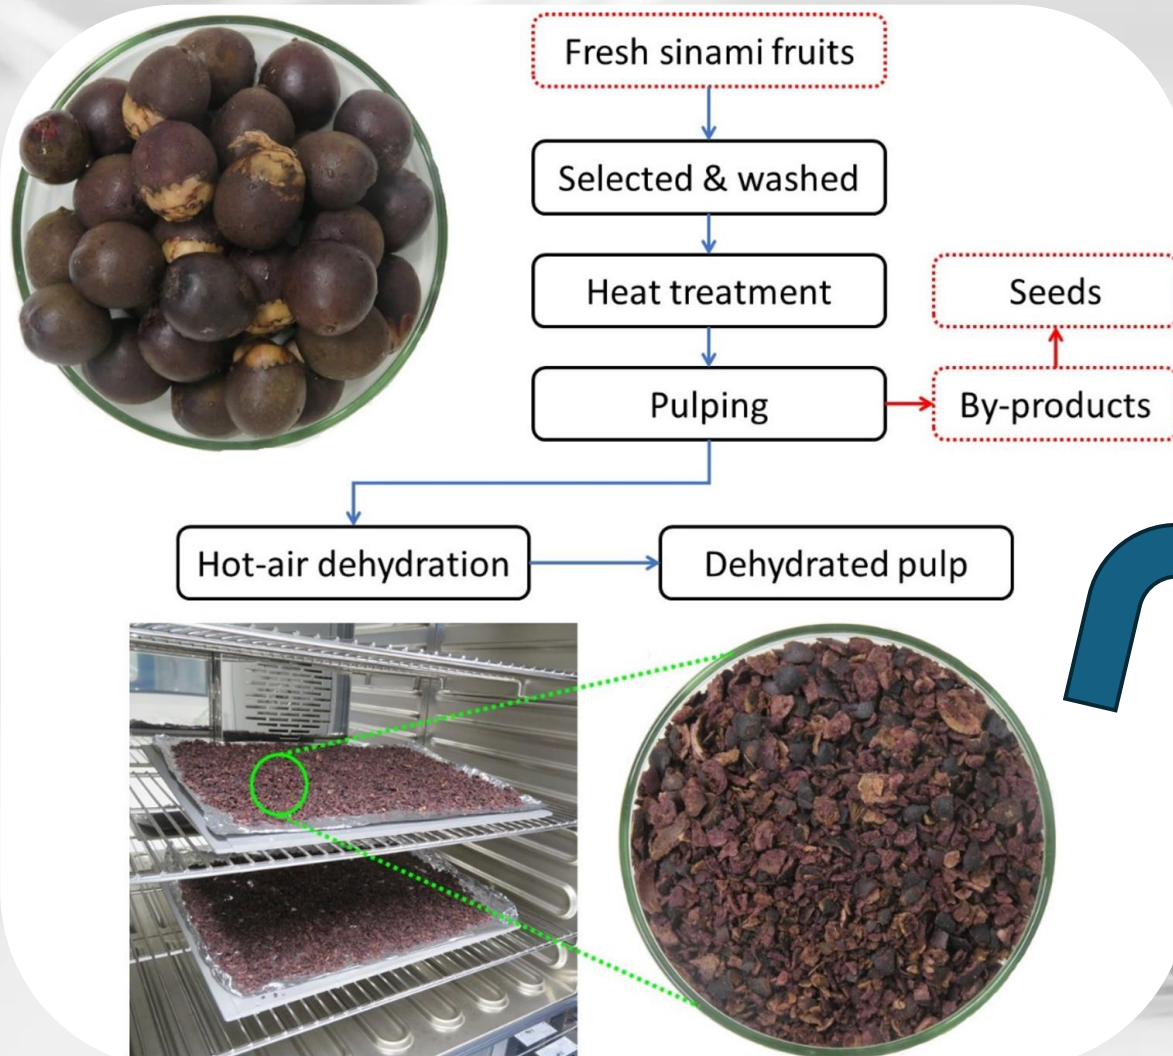 Fresh sinami fruits
Selected & washed
Heat treatment
Seeds
Pulping
By-products
Hot-air dehydration
Dehydrated pulp